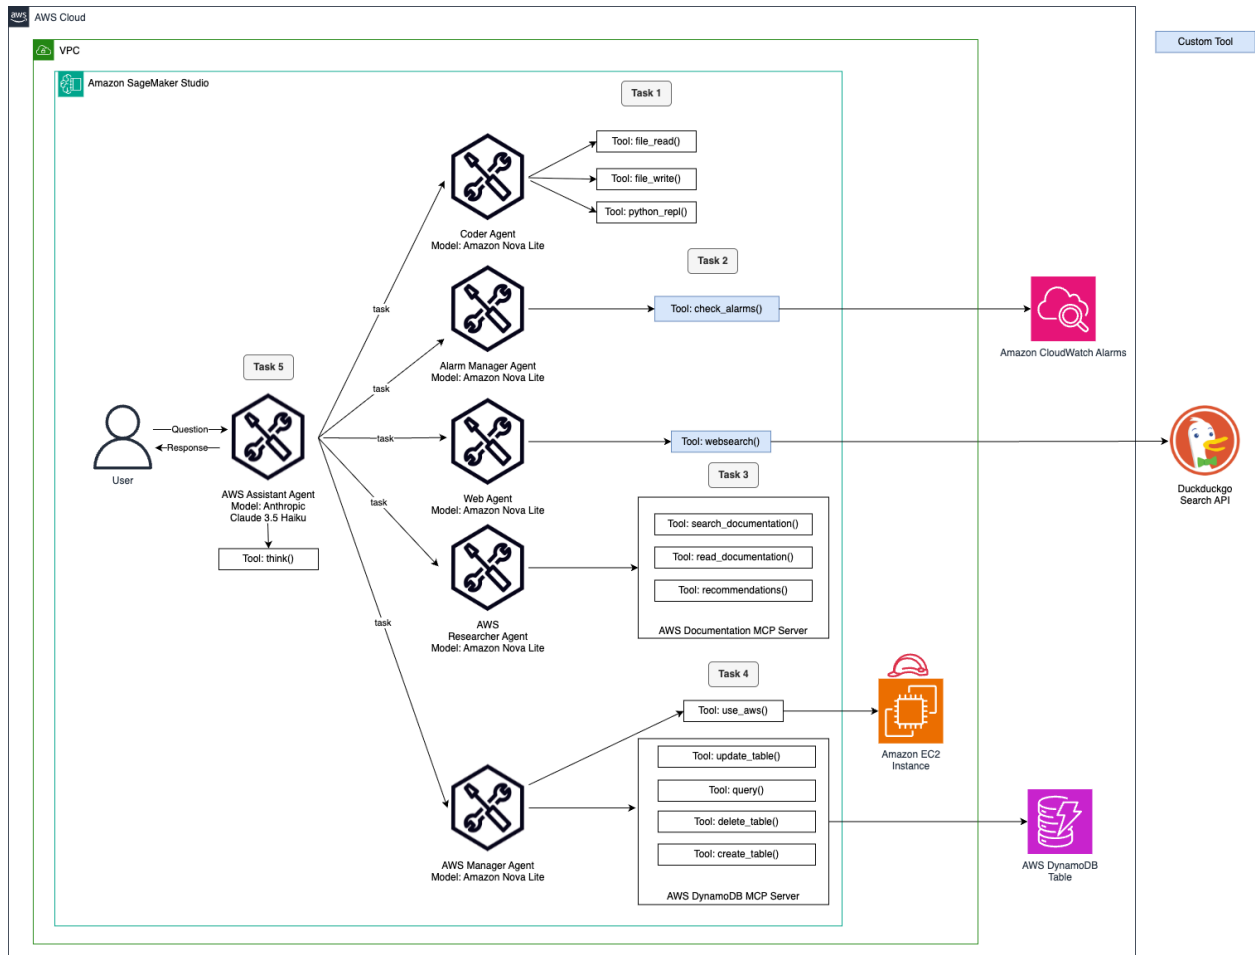 aws
AWS Cloud
Custom Tool
VPC
Amazon SageMaker Studio
Task 1
Tool: file_read()
Tool: file_write()
Tool: python_repl()
Coder Agent
Model: Amazon Nova Lite
Task 2
task
Tool: check_alarms()
Amazon CloudWatch Alarms
Alarm Manager Agent
Model: Amazon Nova Lite
Task 5
task
Question
Response
task
Tool: websearch()
User
Duckduckgo
Search API
AWS Assistant Agent
Model: Anthropic
Claude 3.5 Haiku
Tool: think()
Web Agent
Model: Amazon Nova Lite
task
Task 3
Tool: search_documentation()
Tool: read_documentation()
Tool: recommendations()
AWS Documentation MCP Server
AWS
Researcher Agent
Model: Amazon Nova Lite
task
Task 4
Tool: use_aws()
Amazon EC2
Instance
Tool: update_table()
Tool: query()
Tool: delete_table()
Tool: create_table()
AWS DynamoDB MCP Server
AWS Manager Agent
Model: Amazon Nova Lite
AWS DynamoDB
Table